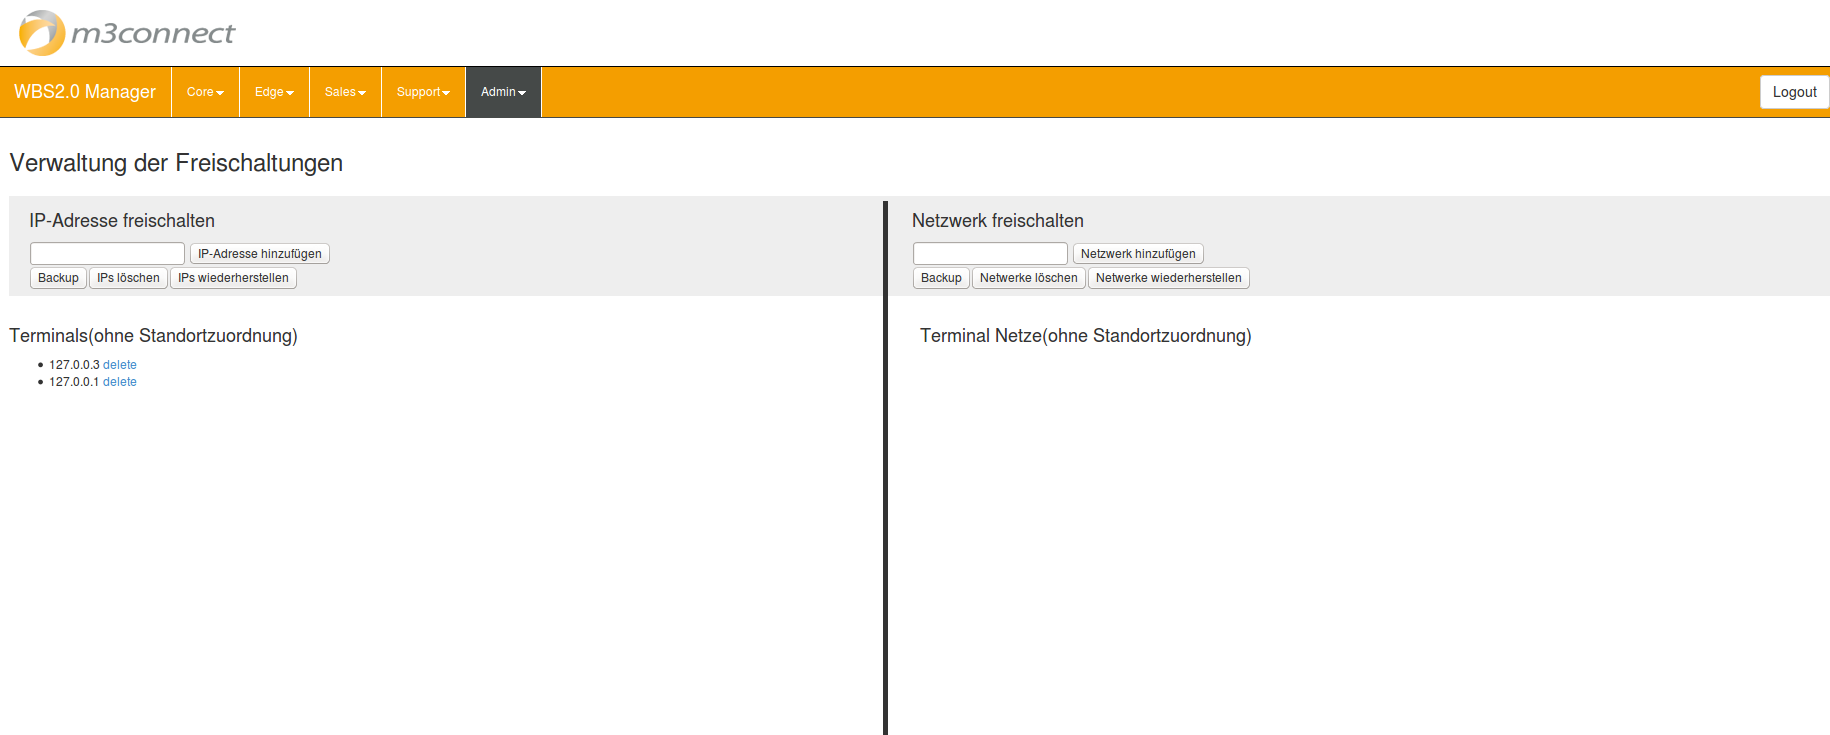 m3connect
WBS2.0 Manager Core Edge Sales Support Admin Logout
Verwaltung der Freischaltungen
IP-Adresse freischalten
IP-Adresse hinzufügen
Backup IPs löschen IPs wiederherstellen
Netzwerk freischalten
Netzwerk hinzufügen
Backup Netwerke löschen Netwerke wiederherstellen
Terminals(ohne Standortzuordnung)
127.0.0.3 delete
127.0.0.1 delete
Terminal Netze(ohne Standortzuordnung)